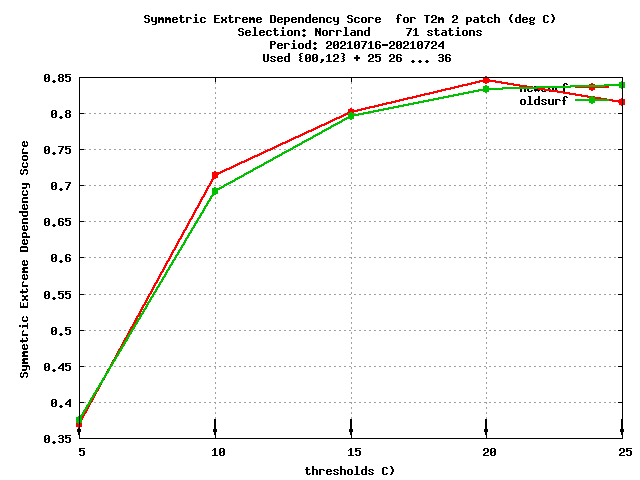 Symmetric Extreme Dependency Score  for T2m 2 patch (deg C)
Selection: Norrland     71 stations
Period: 20210716-20210724
Used {00,12} + 25 26 ... 36
0.85
0.8
0.75
0.7
0.65
0.6
0.55
0.5
0.45
0.4
0.35
Symmetric Extreme Dependency Score
oldsurf
5 10 15 20 25
thresholds C)